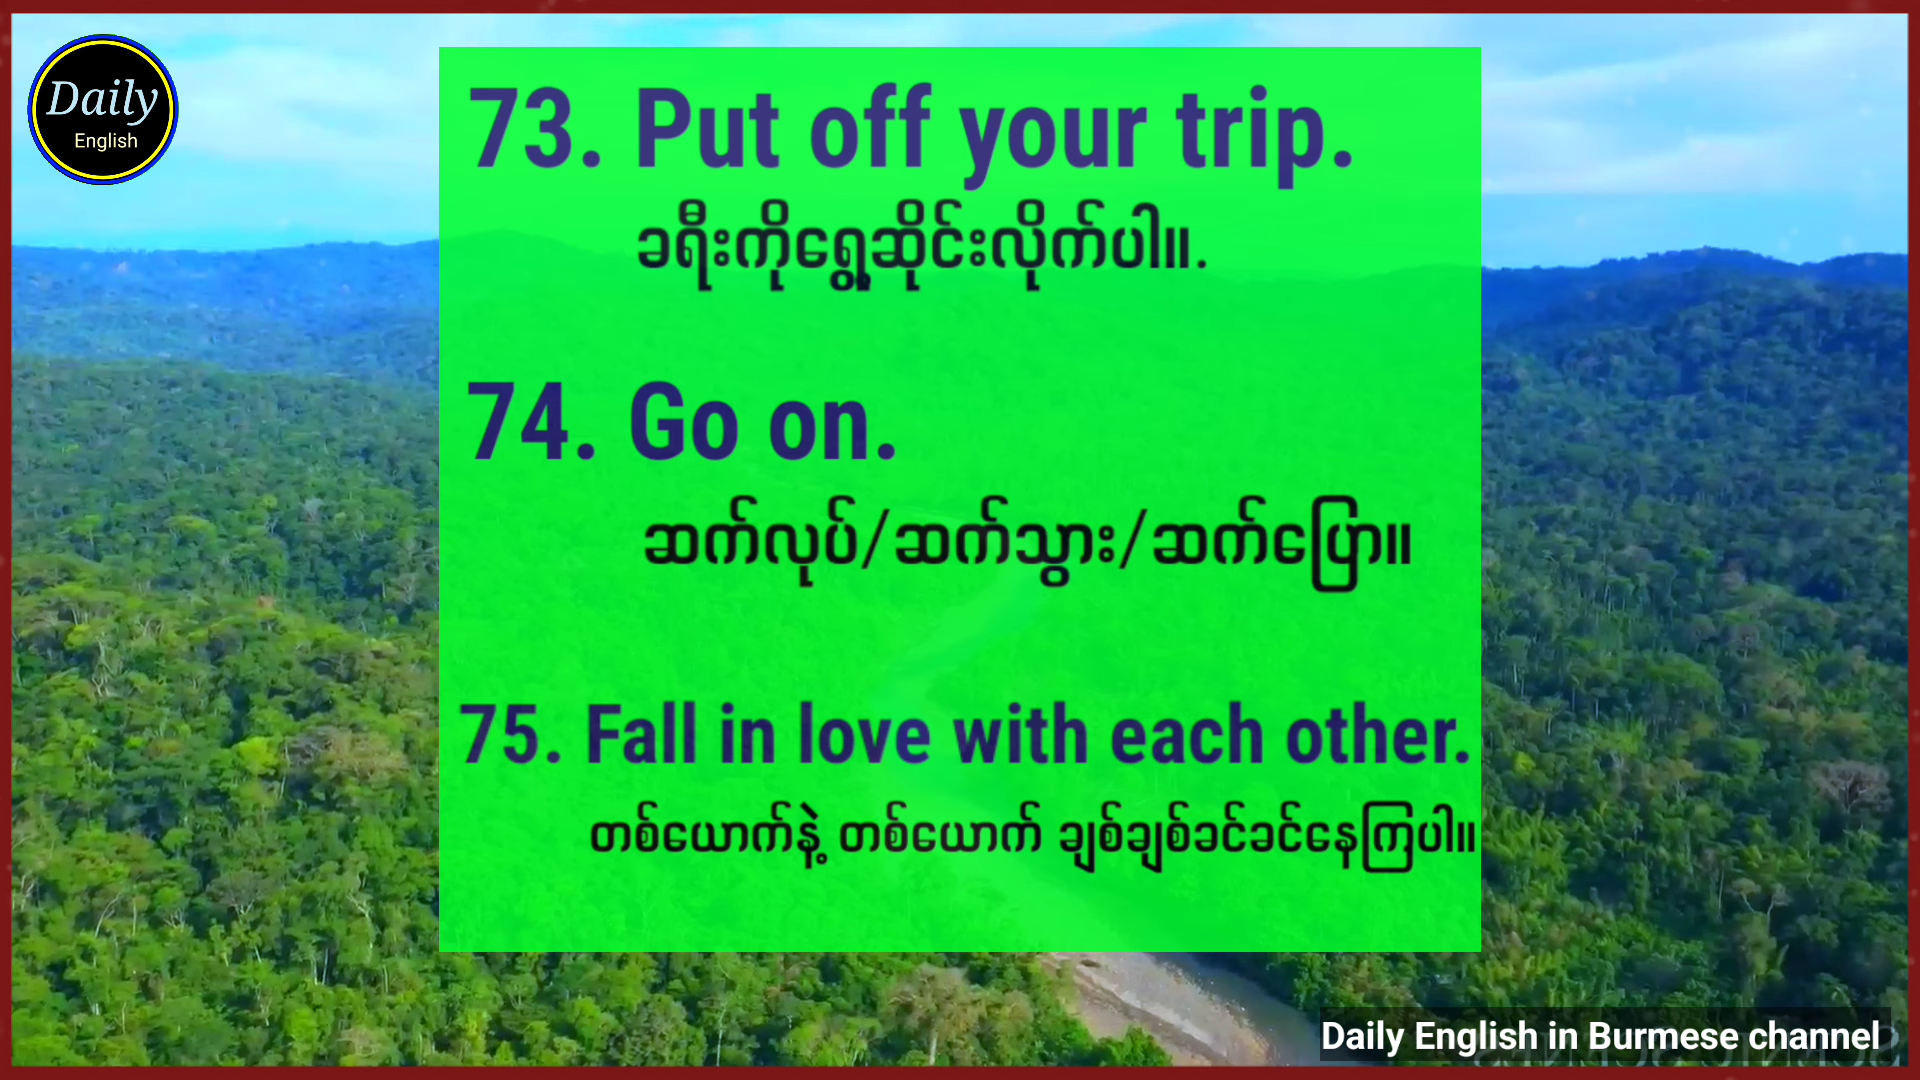 Daily
English
73. Put off your trip.
ခရီးကိုရွှေ့ဆိုင်းလိုက်ပါ။.
74. Go on.
ဆက်လုပ်/ဆက်သွား/ဆက်ပြော။
75. Fall in love with each other.
တစ်ယောက်နဲ့ တစ်ယောက် ချစ်ချစ်ခင်ခင်နေကြပါ။
Daily English in Burmese channel